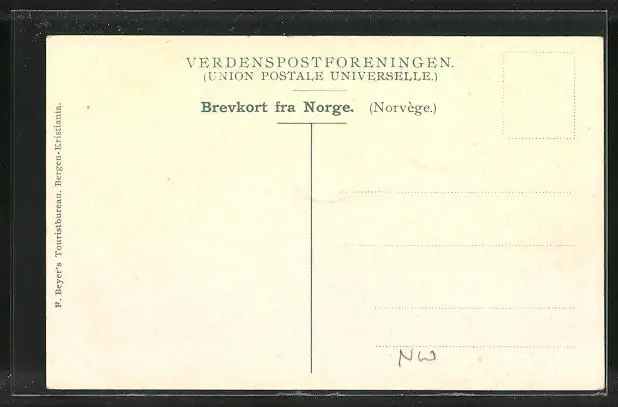 VERDENSPOSTFORENINGEN.
(UNION POSTALE UNIVERSELLE.)
Brevkort fra Norge. (Norvège.)
F. Beyer's Touristbureau. Bergen-Kristiania.
NW